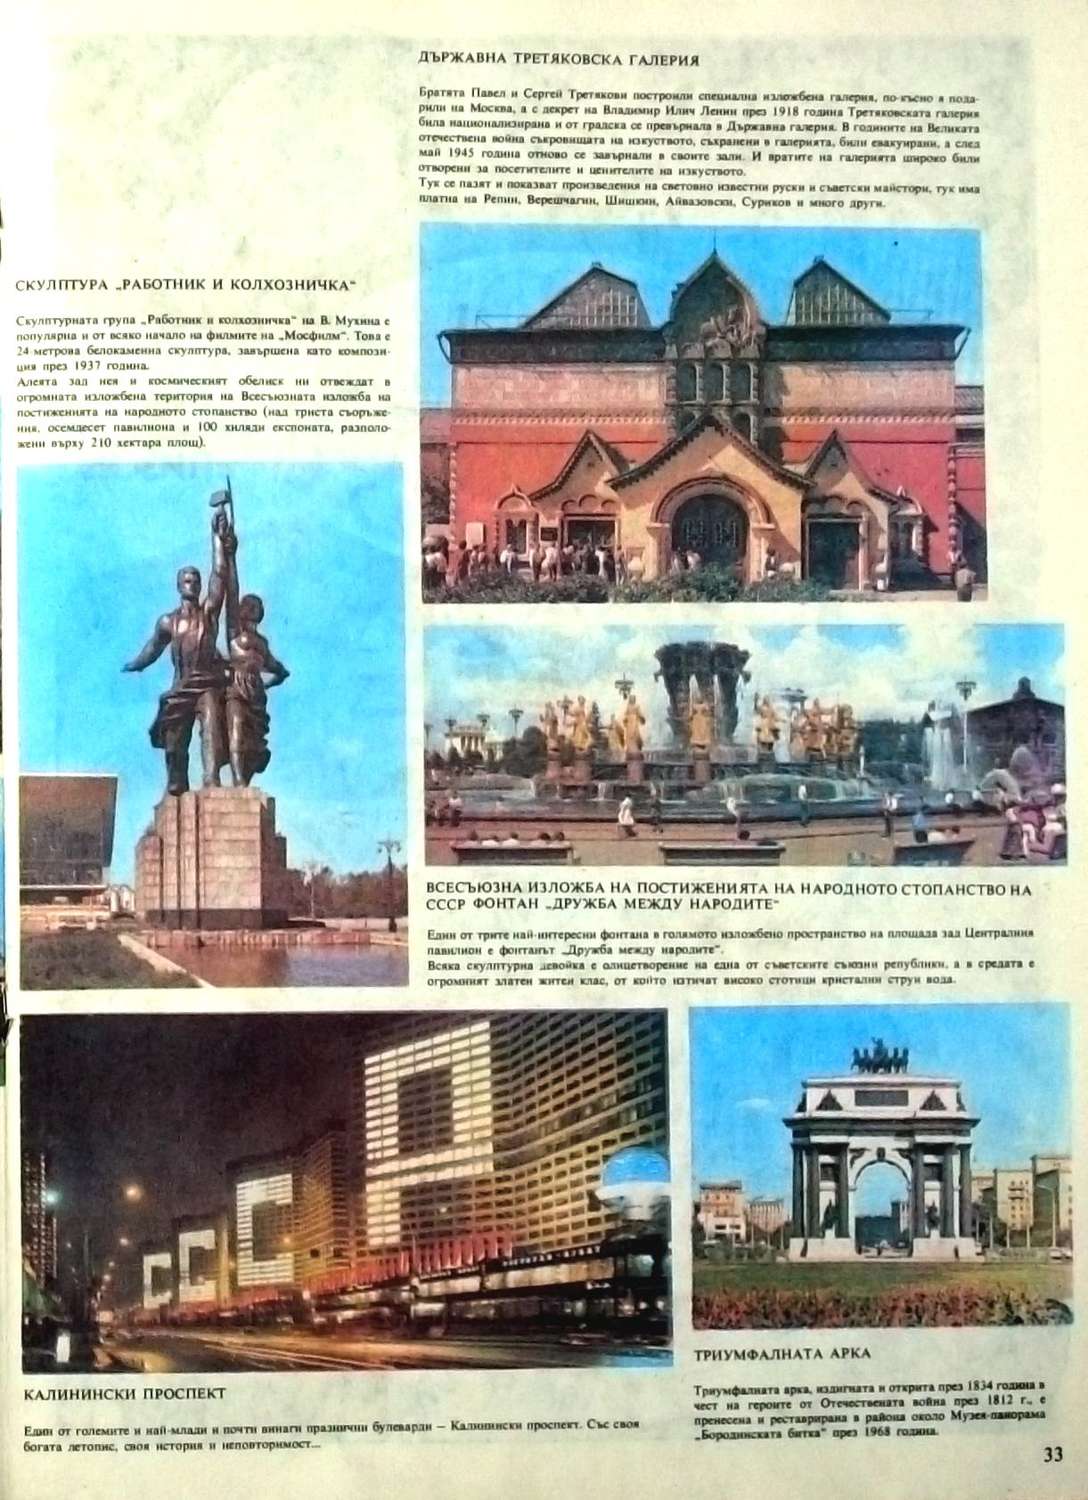 ДЪРЖАВНА ТРЕТЯКОВСКА ГАЛЕРИЯ
Братята Павел и Сергей Третякови построили специална изложбена галерия, по-късно я пода-
рили на Москва, а с декрет на Владимир Илич Ленин през 1918 година Третяковската галерия
била национализирана и от градска се превърнала в Държавна галерия. В годините на Великата
отечествена война съкровищата на изкуството, съхранени в галерията, били евакуирани, а след
май 1945 година отново се завърнали в своите зали. И вратите на галерията широко били
отворени за посетителите и ценителите на изкуството.
Тук се пазят и показват произведения на световно известни руски и съветски майстори, тук има
платна на Репин, Верешчагин, Шишкин, Айвазовски, Суриков и много други.
СКУЛПТУРА „РАБОТНИК И КОЛХОЗНИЧКА“
Скулптурната група „Работник и колхозничка“ на В. Мухина е
популярна и от всяко начало на филмите на „Мосфилм“. Това е
24-метрова белокаменна скулптура, завършена като компози-
ция през 1937 година.
Алеята зад нея и космическият обелиск ни отвеждат в
огромната изложбена територия на Всесъюзната изложба на
постиженията на народното стопанство (над триста съоръже-
ния, осемдесет павилиона и 100 хиляди експоната, разполо-
жени върху 210 хектара площ).
ВСЕСЪЮЗНА ИЗЛОЖБА НА ПОСТИЖЕНИЯТА НА НАРОДНОТО СТОПАНСТВО НА
СССР ФОНТАН „ДРУЖБА МЕЖДУ НАРОДИТЕ“
Един от трите най-интересни фонтана в голямото изложбено пространство на площада зад Централния
павилион е фонтанът „Дружба между народите“.
Всяка скулптурна девойка е олицетворение на една от съветските съюзни републики, а в средата е
огромният златен житен клас, от който изтичат високо стотици кристални струи вода.
СССР
КАЛИНИНСКИ ПРОСПЕКТ
Един от големите и най-млади и почти винаги празнични булеварди — Калинински проспект. Със своя
богата летопис, своя история и неповторимост...
ТРИУМФАЛНАТА АРКА
Триумфалната арка, издигната и открита през 1834 година в
чест на героите от Отечествената война през 1812 г., е
пренесена и реставрирана в района около Музея-панорама
„Бородинската битка“ през 1968 година.
33